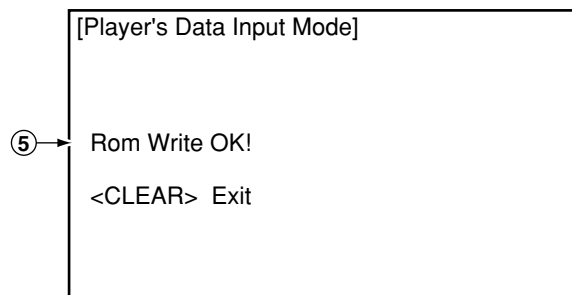 [Player's Data Input Mode]
⑤ Rom Write OK!
<CLEAR> Exit